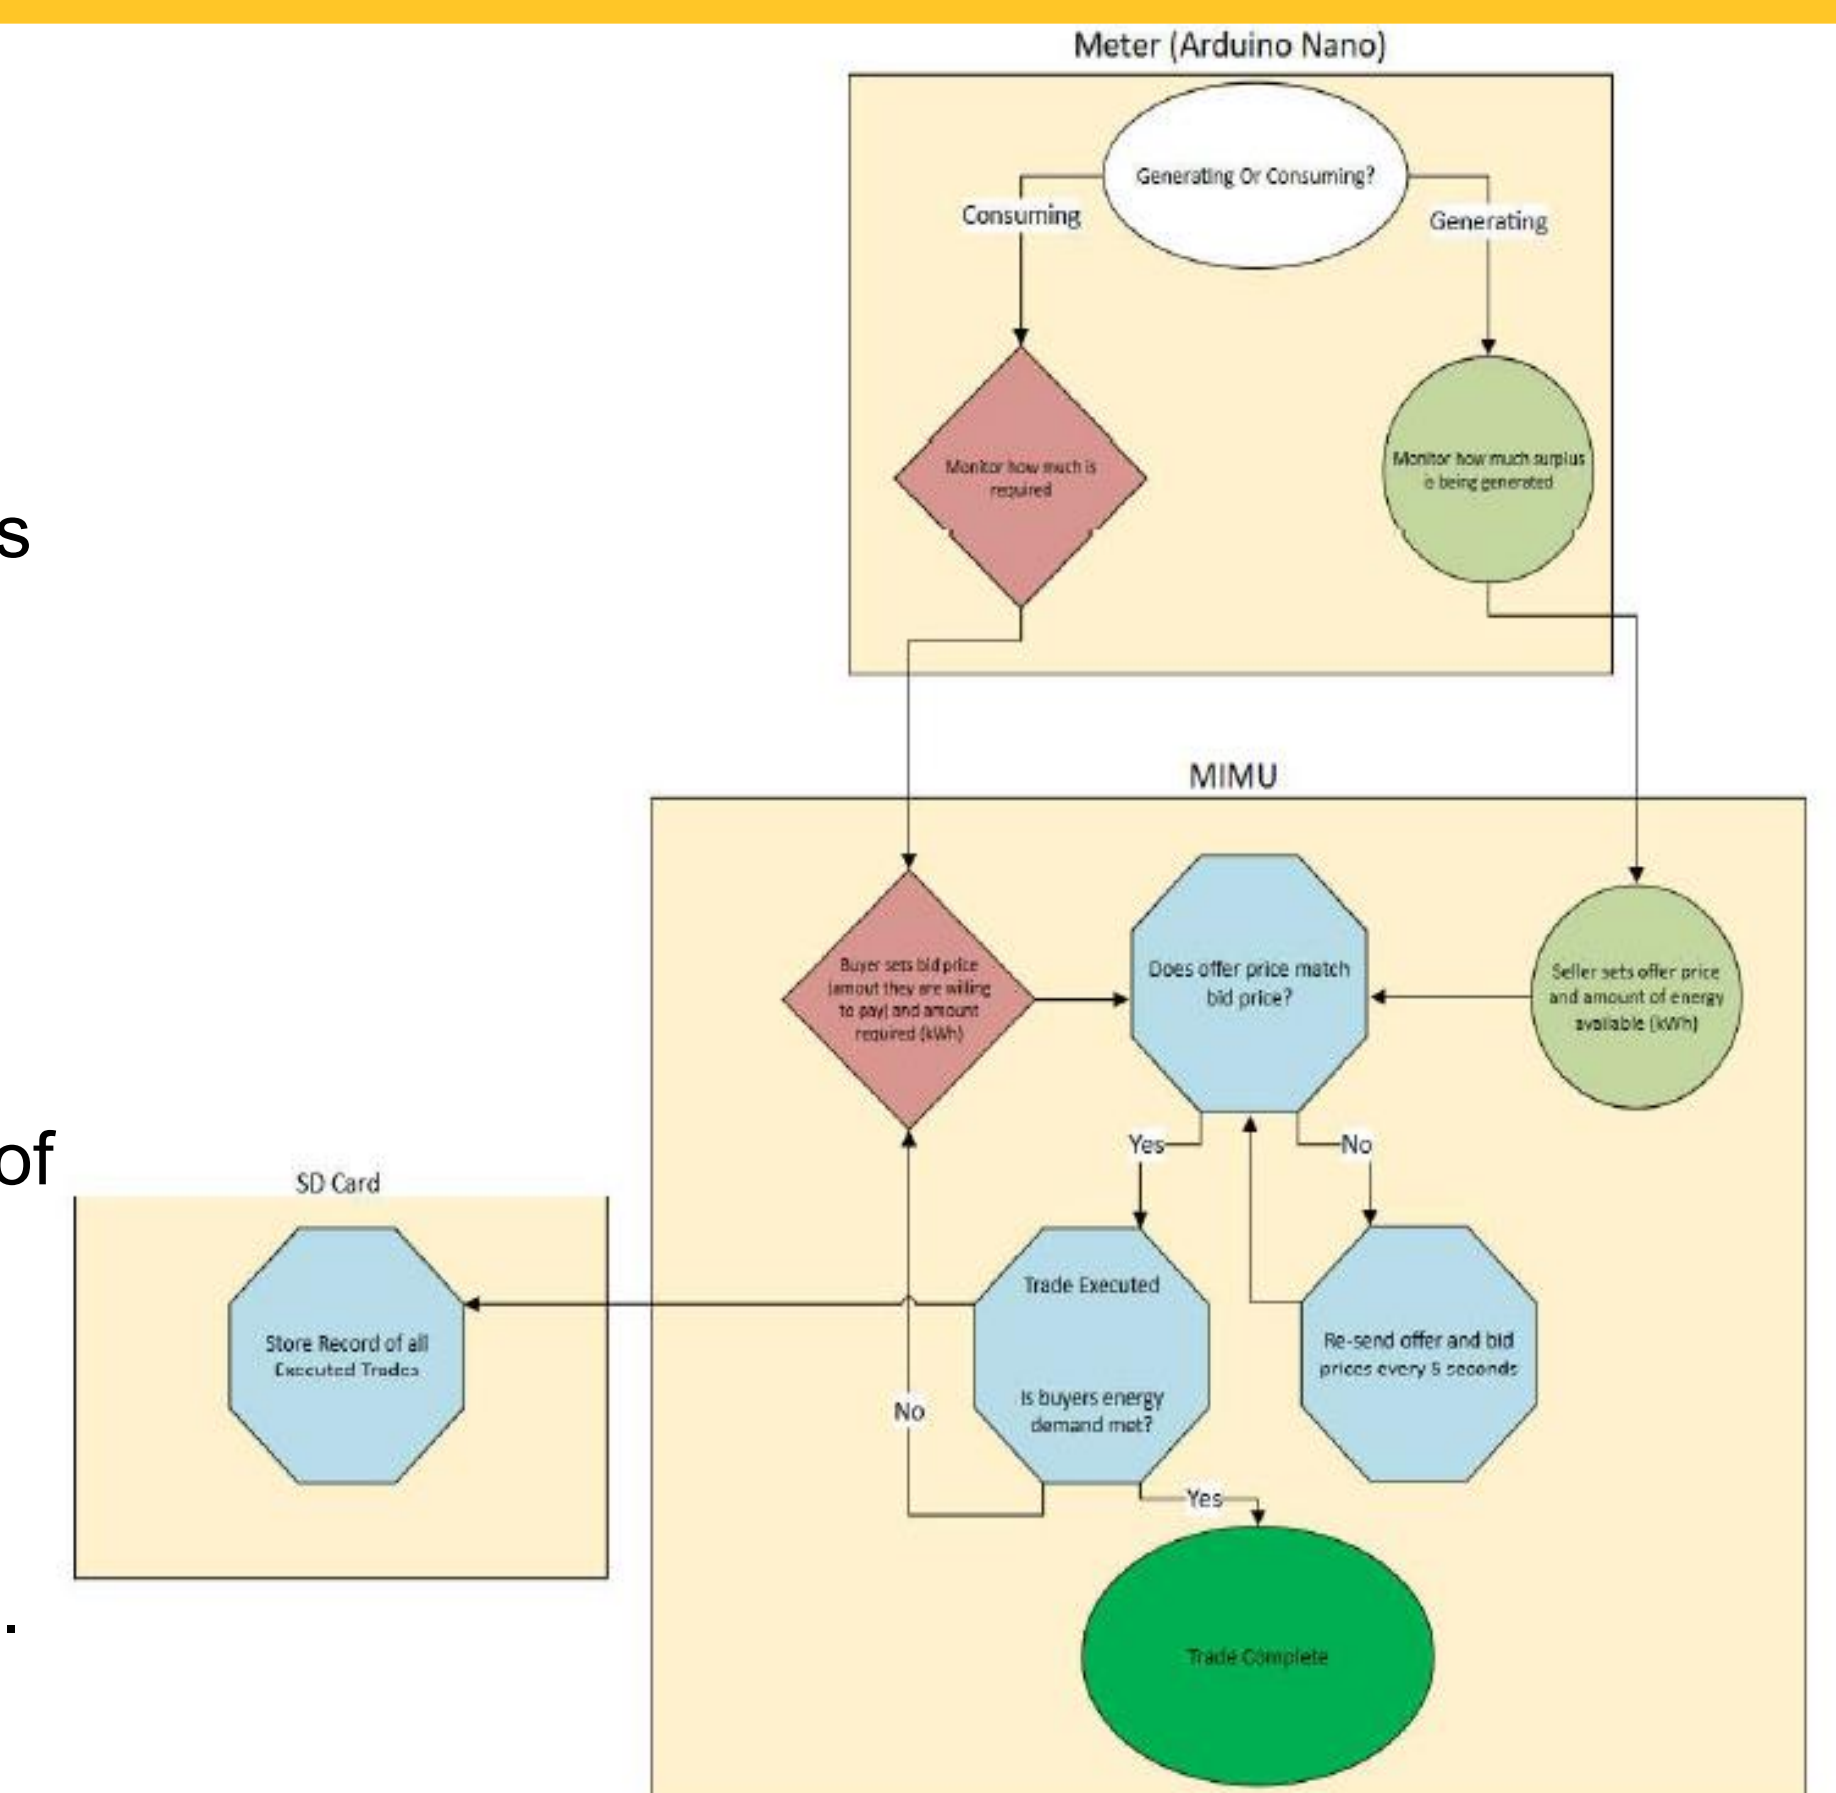 Meter (Arduino Nano)
Generating Or Consuming?
Consuming
Generating
Monitor how much is
required
Monitor how much surplus
is being generated
s
MIMU
Buyer sets bid price
(amout they are willing
to pay) and amount
required (kWh)
Does offer price match
bid price?
Seller sets offer price
and amount of energy
available (kWh)
Yes
No
of
SD Card
Store Record of all
Executed Trades
Trade Executed
Is buyers energy
demand met?
Re-send offer and bid
prices every 5 seconds
No
Yes
.
Trade Complete